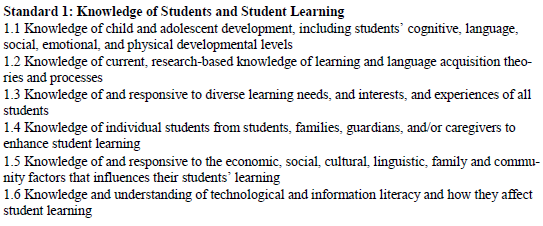 Standard 1: Knowledge of Students and Student Learning
1.1 Knowledge of child and adolescent development, including students’ cognitive, language,
social, emotional, and physical developmental levels
1.2 Knowledge of current, research-based knowledge of learning and language acquisition theo-
ries and processes
1.3 Knowledge of and responsive to diverse learning needs, and interests, and experiences of all
students
1.4 Knowledge of individual students from students, families, guardians, and/or caregivers to
enhance student learning
1.5 Knowledge of and responsive to the economic, social, cultural, linguistic, family and commu-
nity factors that influences their students’ learning
1.6 Knowledge and understanding of technological and information literacy and how they affect
student learning